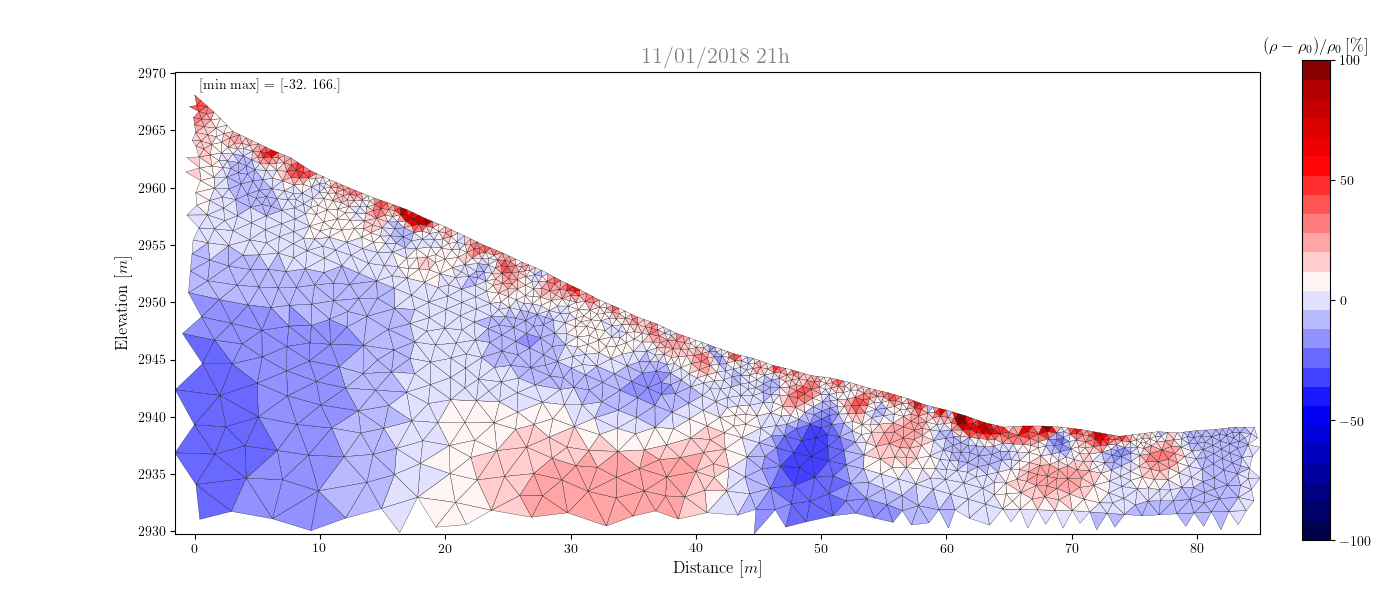 11/01/2018 21h
(ρ − ρ₀)/ρ₀ [%]
[min max] = [-32. 166.]
2970
2965
2960
2955
2950
2945
2940
2935
2930
Elevation [m]
0 10 20 30 40 50 60 70 80
Distance [m]
100
50
0
−50
−100